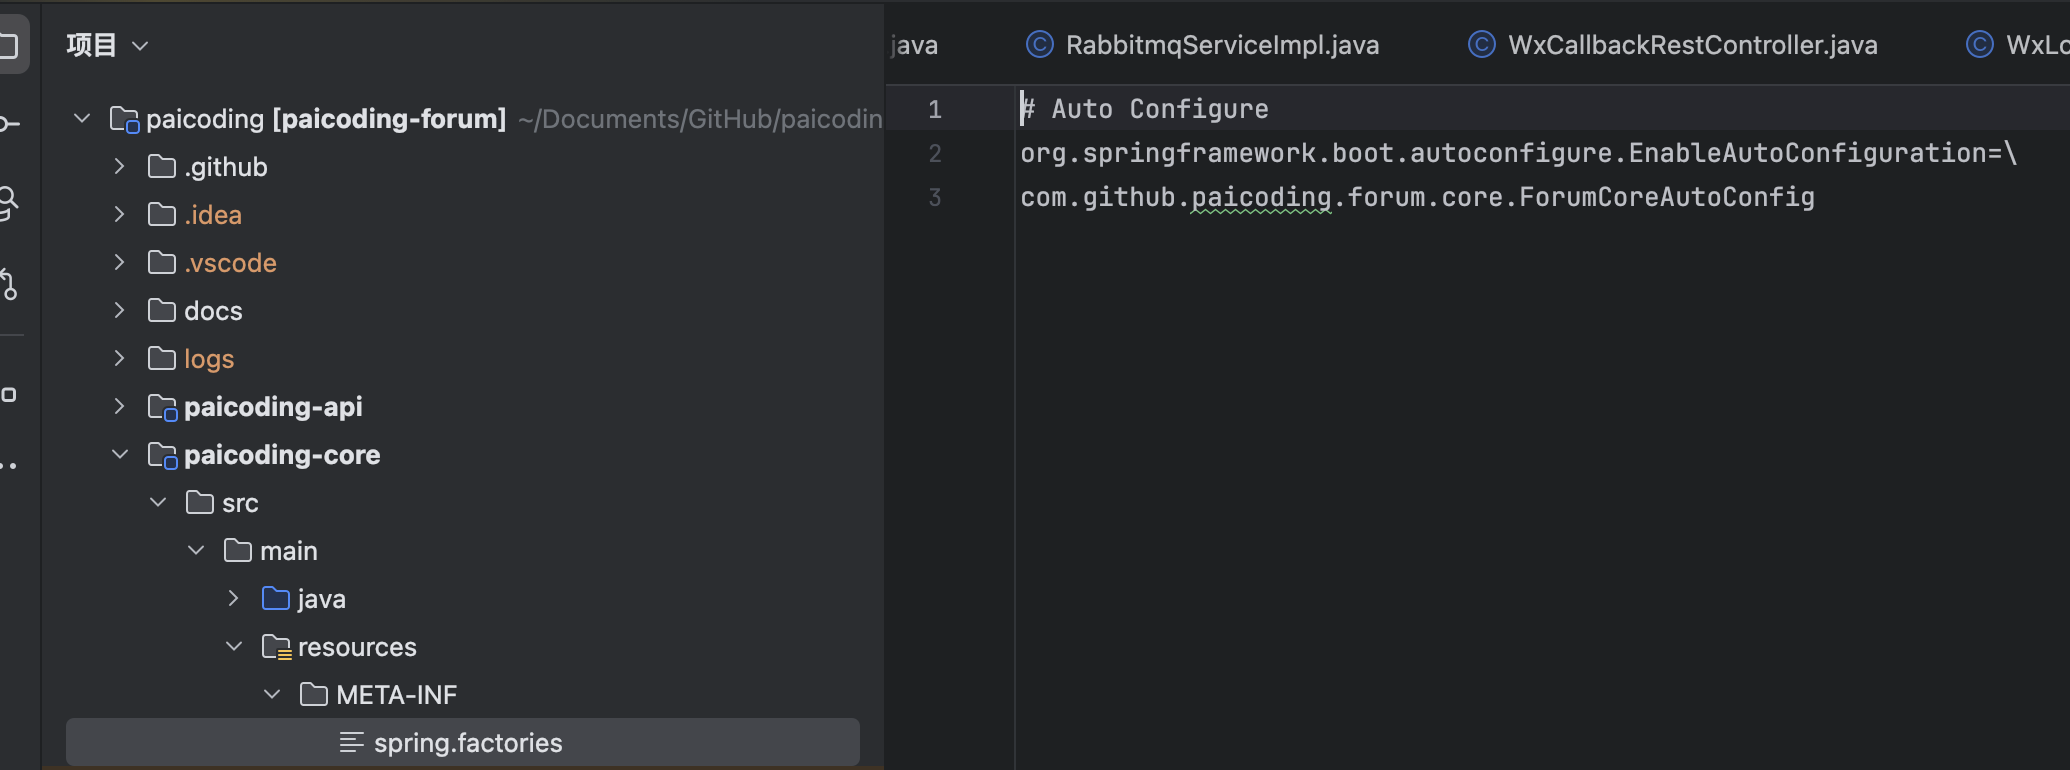 项目
paicoding [paicoding-forum] ~/Documents/GitHub/paicodin
.github
.idea
.vscode
docs
logs
paicoding-api
paicoding-core
src
main
java
resources
META-INF
spring.factories
java RabbitmqServiceImpl.java WxCallbackRestController.java WxLo
1 # Auto Configure
2 org.springframework.boot.autoconfigure.EnableAutoConfiguration=\
3 com.github.paicoding.forum.core.ForumCoreAutoConfig